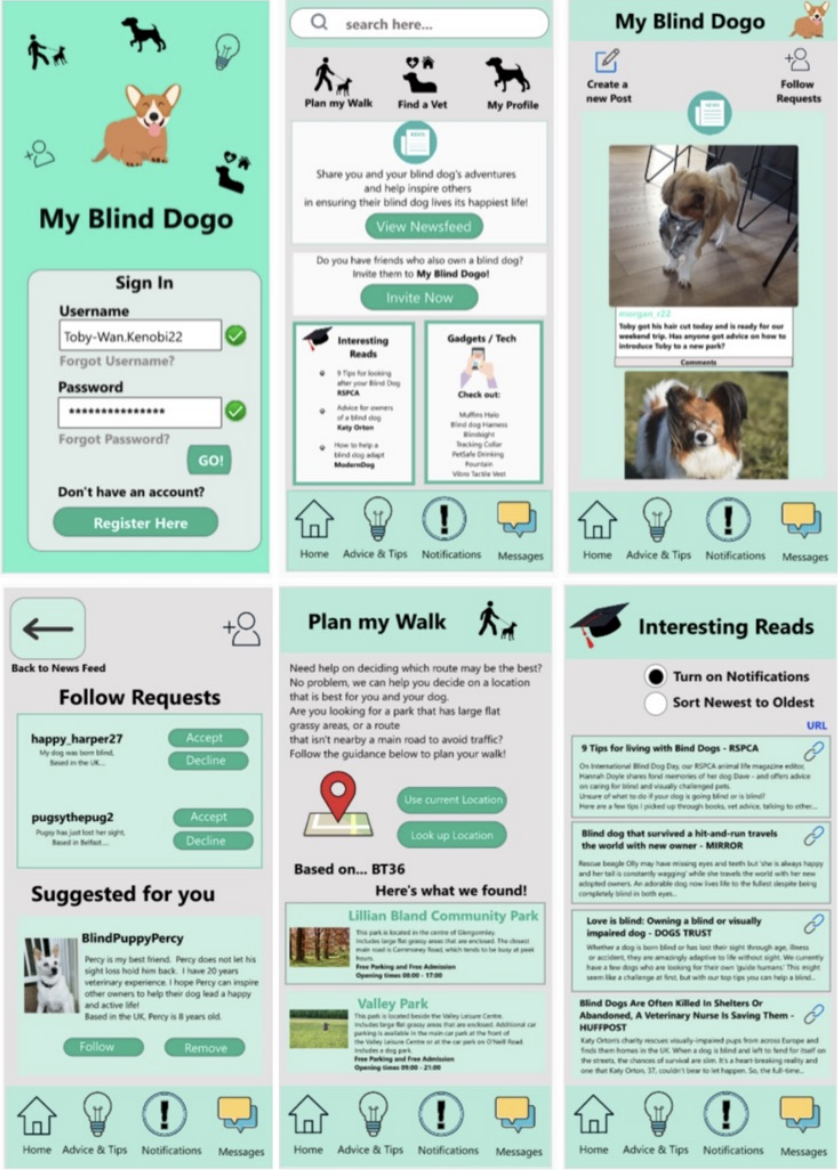 My Blind Dogo
Sign In
Username
Toby-Wan.Kenobi22
Forgot Username?
Password
***************
Forgot Password?
GO!
Don't have an account?
Register Here
search here...
Plan my Walk
Find a Vet
My Profile
NEWS
Share you and your blind dog's adventures
and help inspire others
in ensuring their blind dog lives its happiest life!
View Newsfeed
Do you have friends who also own a blind dog?
Invite them to My Blind Dogo!
Invite Now
Interesting
Reads
9 Tips for looking
after your Blind Dog
RSPCA
Advice for owners
of a blind dog
Katy Orton
How to help a
blind dog adapt
ModernDog
Gadgets / Tech
Check out:
Muffins Halo
Blind dog Harness
Blindsight
Tracking Collar
PetSafe Drinking
Fountain
Vibro Tactile Vest
Home
Advice & Tips
Notifications
Messages
My Blind Dogo
Create a
new Post
Follow
Requests
NEWS
morgan_r22
Toby got his hair cut today and is ready for our
weekend trip. Has anyone got advice on how to
introduce Toby to a new park?
Comments
Home
Advice & Tips
Notifications
Messages
Back to News Feed
Follow Requests
happy_harper27
My dog was born blind,
Based in the UK...
Accept
Decline
pugsythepug2
Pugsy has just lost her sight,
Based in Belfast....
Accept
Decline
Suggested for you
BlindPuppyPercy
Percy is my best friend. Percy does not let his
sight loss hold him back. I have 20 years
veterinary experience. I hope Percy can inspire
other owners to help their dog lead a happy
and active life!
Based in the UK, Percy is 8 years old.
Follow
Remove
Home
Advice & Tips
Notifications
Messages
Plan my Walk
Need help on deciding which route may be the best?
No problem, we can help you decide on a location
that is best for you and your dog.
Are you looking for a park that has large flat
grassy areas, or a route
that isn't nearby a main road to avoid traffic?
Follow the guidance below to plan your walk!
Use current Location
Look up Location
Based on... BT36
Here's what we found!
Lillian Bland Community Park
This park is located in the centre of Glengormley.
Includes large flat grassy areas that are enclosed. The closest
main road is Carnmoney Road, which tends to be busy at peak
hours.
Free Parking and Free Admission
Opening times 08:00 - 17:00
Valley Park
This park is located beside the Valley Leisure Centre.
Includes large flat grassy areas that are enclosed. Additional car
parking is available in the main car park at the front of
the Valley Leisure Centre or at the car park on O'Neill Road.
Includes a dog park.
Free Parking and Free Admission
Opening times 09:00 - 21:00
Home
Advice & Tips
Notifications
Messages
Interesting Reads
Turn on Notifications
Sort Newest to Oldest
URL
9 Tips for living with Bind Dogs - RSPCA
On International Blind Dog Day, our RSPCA animal life magazine editor,
Hannah Doyle shares fond memories of her dog Dave - and offers advice
on caring for blind and visually challenged pets.
Unsure of what to do if your dog is going blind or is blind?
Here are a few tips I picked up through books, vet advice, talking to other...
Blind dog that survived a hit-and-run travels
the world with new owner - MIRROR
Rescue beagle Olly may have missing eyes and teeth but 'she is always happy
and her tail is constantly wagging' while she travels the world with her new
adopted owners. An adorable dog now lives life to the fullest despite being
completely blind in both eyes..
Love is blind: Owning a blind or visually
impaired dog - DOGS TRUST
Whether a dog is born blind or has lost their sight through age, illness
or accident, they are amazingly adaptive to life without sight. We currently
have a few dogs who are looking for their own 'guide humans'. This might
seem like a challenge at first, but with our top tips you can help a blind...
Blind Dogs Are Often Killed In Shelters Or
Abandoned, A Veterinary Nurse Is Saving Them -
HUFFPOST
Katy Orton's charity rescues visually-impaired pups from across Europe and
finds them homes in the UK. When a dog is blind and left to fend for itself on
the streets, the chances of survival are slim. It's a heart-breaking reality and
one that Katy Orton, 37, couldn't bear to let happen. So, the full-time...
Home
Advice & Tips
Notifications
Messages